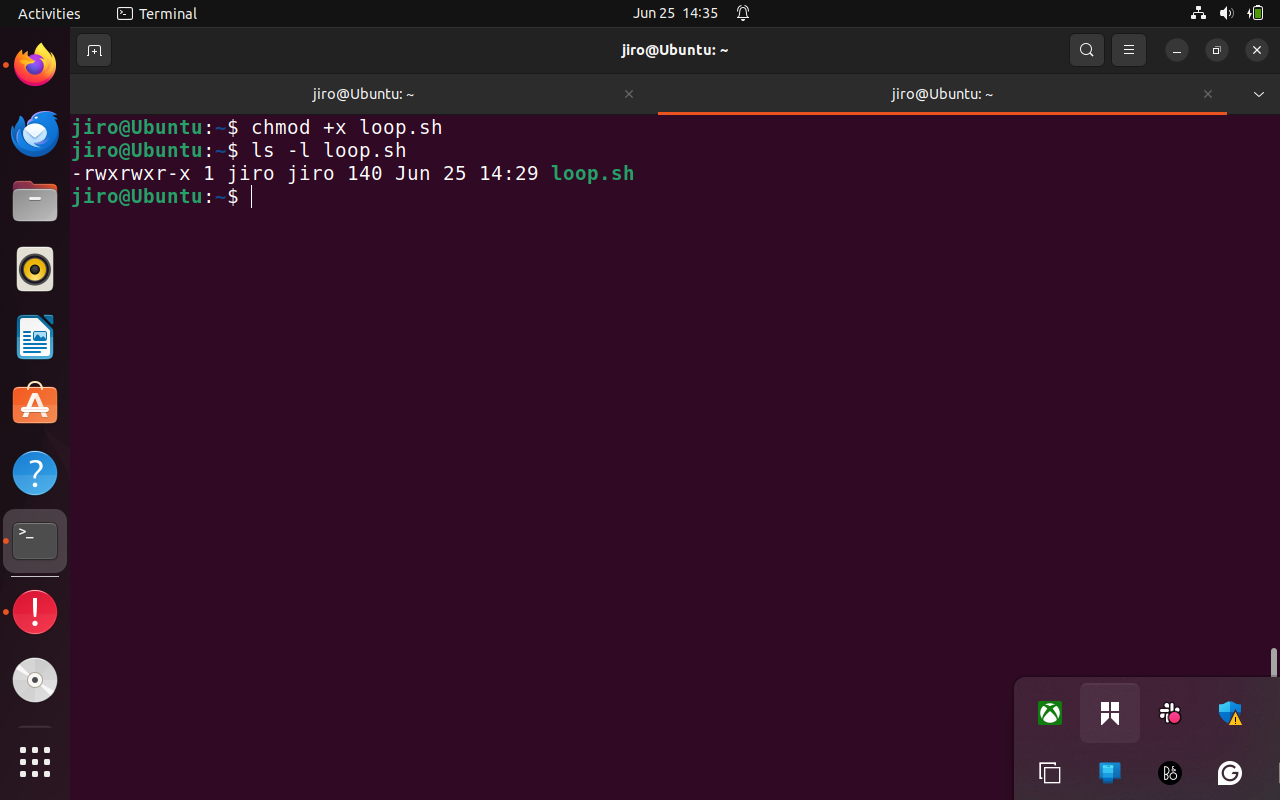 Activities Terminal Jun 25 14:35
jiro@Ubuntu: ~
jiro@Ubuntu: ~ jiro@Ubuntu: ~
jiro@Ubuntu:~$ chmod +x loop.sh
jiro@Ubuntu:~$ ls -l loop.sh
-rwxrwxr-x 1 jiro jiro 140 Jun 25 14:29 loop.sh
jiro@Ubuntu:~$